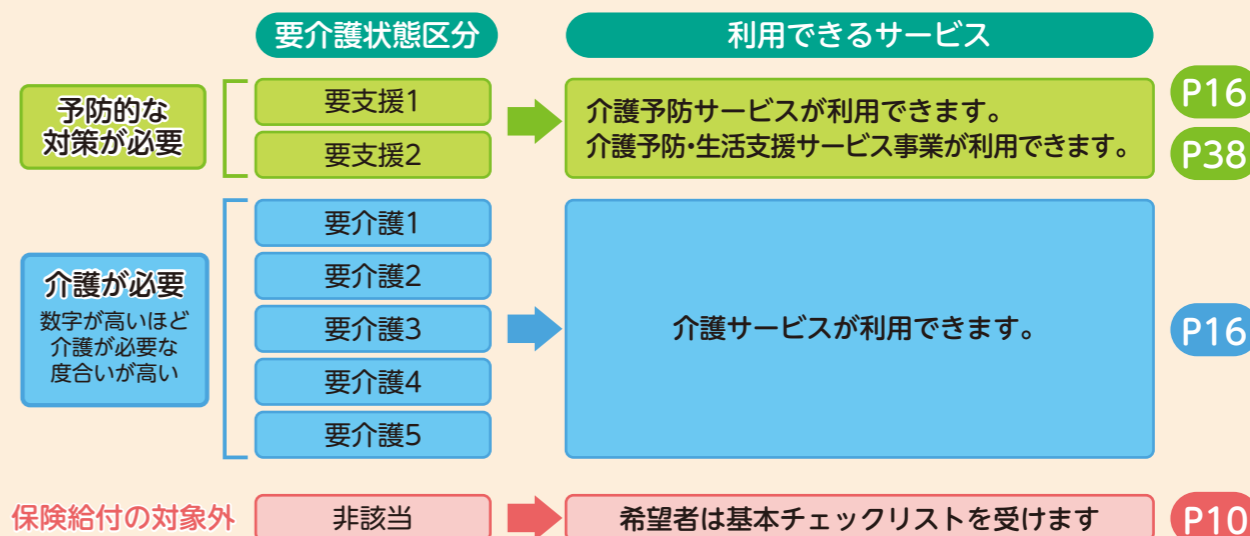 要介護状態区分
利用できるサービス
予防的な
対策が必要
要支援1
要支援2
介護予防サービスが利用できます。
介護予防・生活支援サービス事業が利用できます。
P16
P38
介護が必要
数字が高いほど
介護が必要な
度合いが高い
要介護1
要介護2
要介護3
要介護4
要介護5
介護サービスが利用できます。
P16
保険給付の対象外
非該当
希望者は基本チェックリストを受けます
P10